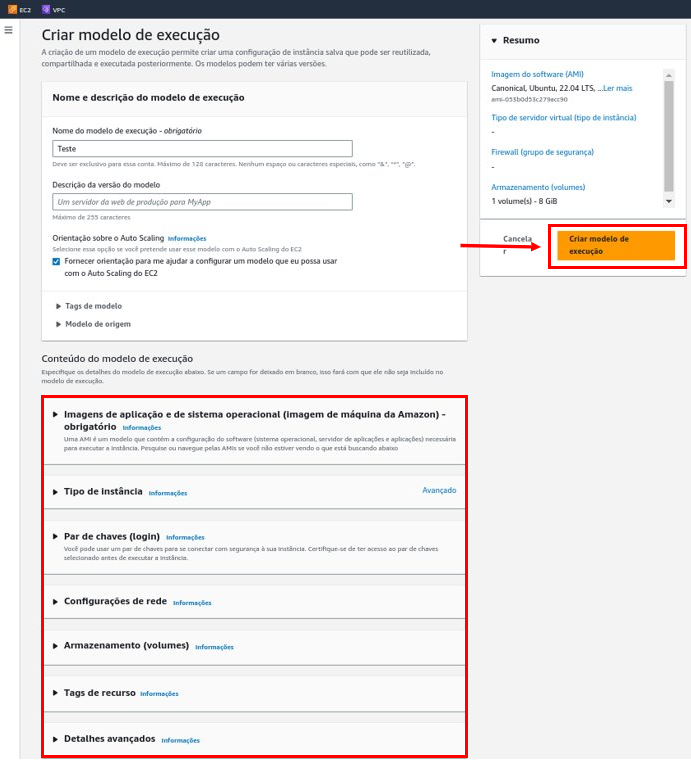 EC2 VPC
Criar modelo de execução
A criação de um modelo de execução permite criar uma configuração de instância salva que pode ser reutilizada,
compartilhada e executada posteriormente. Os modelos podem ter várias versões.
Nome e descrição do modelo de execução
Nome do modelo de execução - obrigatório
Teste
Deve ser exclusivo para essa conta. Máximo de 128 caracteres. Nenhum espaço ou caracteres especiais, como "&", "*", "@".
Descrição da versão do modelo
Um servidor da web de produção para MyApp
Máximo de 255 caracteres
Orientação sobre o Auto Scaling Informações
Selecione essa opção se você pretende usar esse modelo com o Auto Scaling do EC2
Fornecer orientação para me ajudar a configurar um modelo que eu possa usar
com o Auto Scaling do EC2
Tags de modelo
Modelo de origem
Conteúdo do modelo de execução
Especifique os detalhes do modelo de execução abaixo. Se um campo for deixado em branco, isso fará com que ele não seja incluído no
modelo de execução.
Imagens de aplicação e de sistema operacional (imagem de máquina da Amazon) -
obrigatório Informações
Uma AMI é um modelo que contém a configuração do software (sistema operacional, servidor de aplicações e aplicações) necessária
para executar a instância. Pesquise ou navegue pelas AMIs se você não estiver vendo o que está buscando abaixo
Tipo de instância Informações Avançado
Par de chaves (login) Informações
Você pode usar um par de chaves para se conectar com segurança à sua instância. Certifique-se de ter acesso ao par de chaves
selecionado antes de executar a instância.
Configurações de rede Informações
Armazenamento (volumes) Informações
Tags de recurso Informações
Detalhes avançados Informações
Resumo
Imagem do software (AMI)
Canonical, Ubuntu, 22.04 LTS, ...Ler mais
ami-053b0d53c279acc90
Tipo de servidor virtual (tipo de instância)
-
Firewall (grupo de segurança)
-
Armazenamento (volumes)
1 volume(s) - 8 GiB
Cancela
r
Criar modelo de
execução